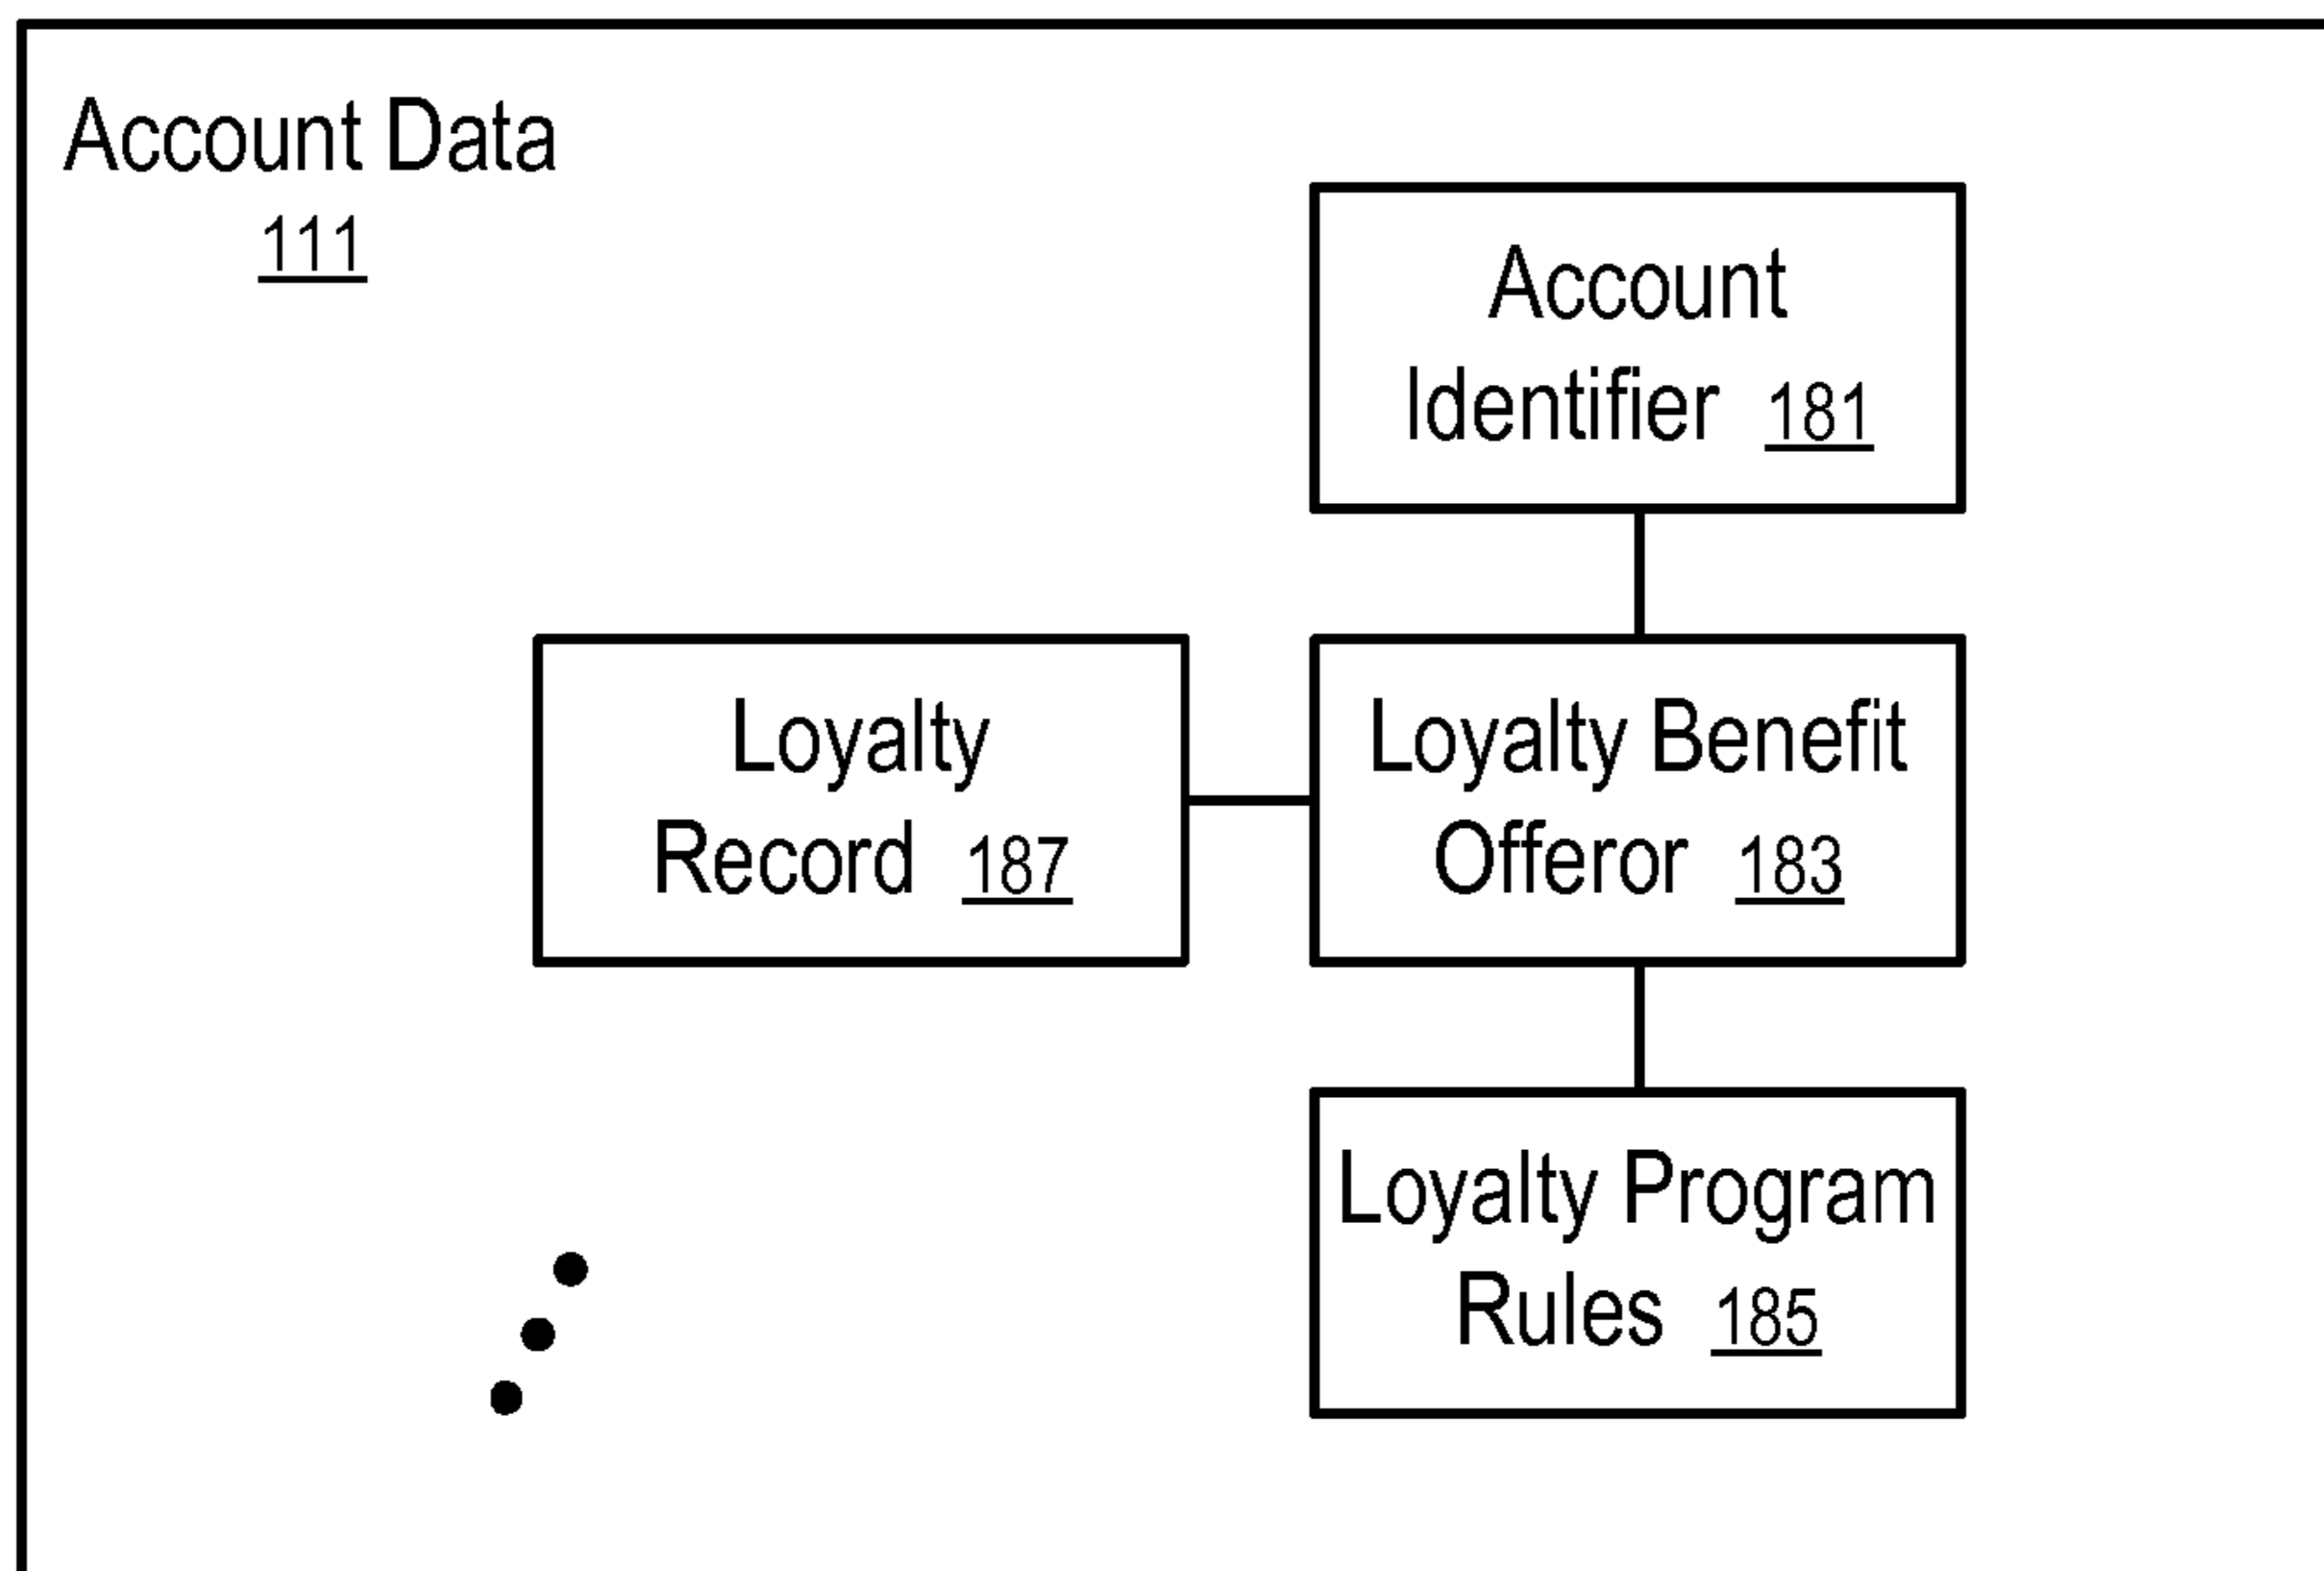 Account Data
111
Account
Identifier 181
Loyalty
Record 187
Loyalty Benefit
Offeror 183
Loyalty Program
Rules 185